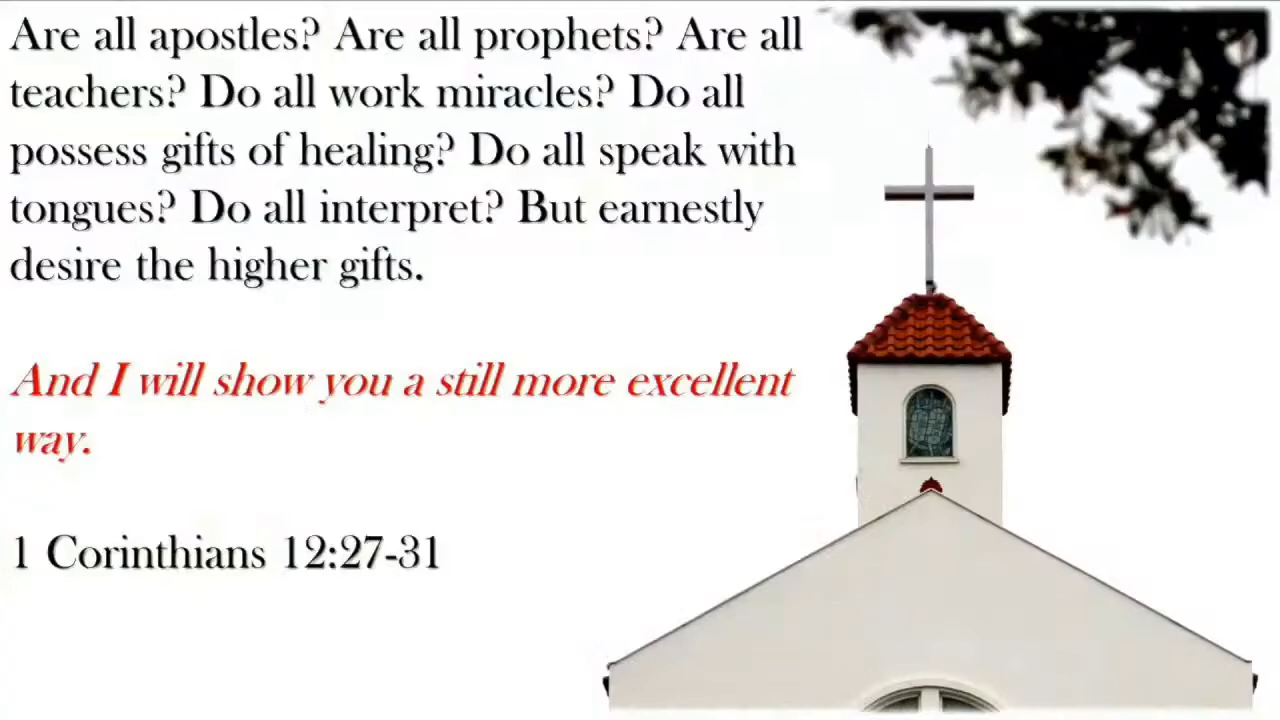 Are all apostles? Are all prophets? Are all
teachers? Do all work miracles? Do all
possess gifts of healing? Do all speak with
tongues? Do all interpret? But earnestly
desire the higher gifts.
And I will show you a still more excellent
way.
1 Corinthians 12:27-31